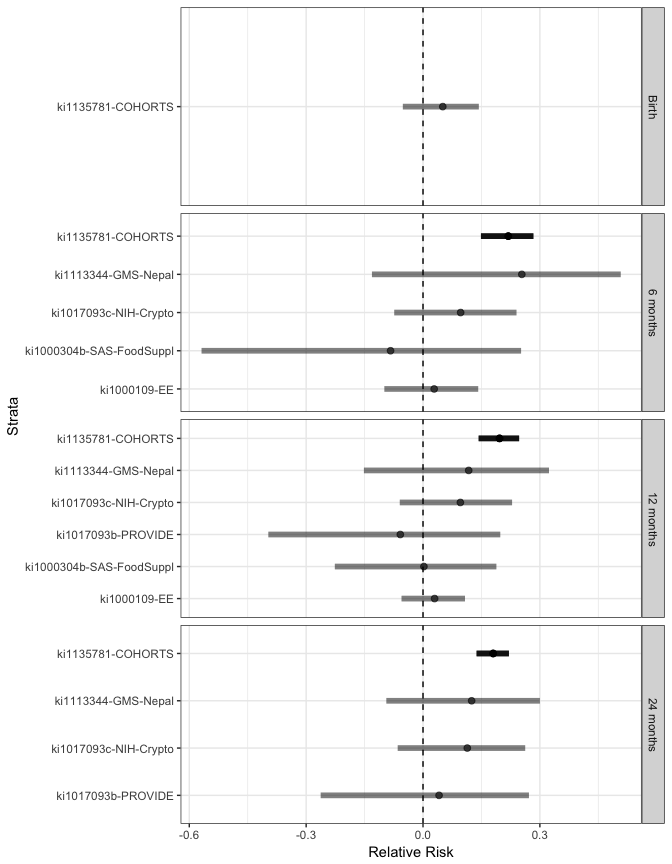 Strata
Birth
ki1135781-COHORTS
6 months
ki1135781-COHORTS
ki1113344-GMS-Nepal
ki1017093c-NIH-Crypto
ki1000304b-SAS-FoodSuppl
ki1000109-EE
12 months
ki1135781-COHORTS
ki1113344-GMS-Nepal
ki1017093c-NIH-Crypto
ki1017093b-PROVIDE
ki1000304b-SAS-FoodSuppl
ki1000109-EE
24 months
ki1135781-COHORTS
ki1113344-GMS-Nepal
ki1017093c-NIH-Crypto
ki1017093b-PROVIDE
-0.6 -0.3 0.0 0.3
Relative Risk